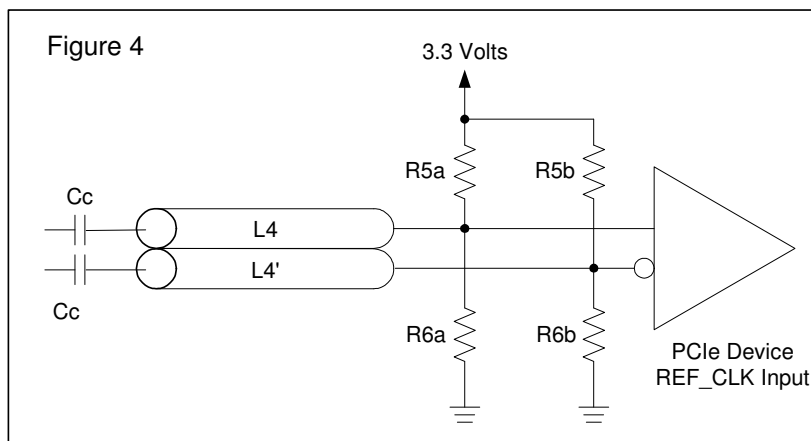 Figure 4
3.3 Volts
R5a
R5b
Cc
L4
L4'
Cc
R6a
R6b
PCIe Device
REF_CLK Input